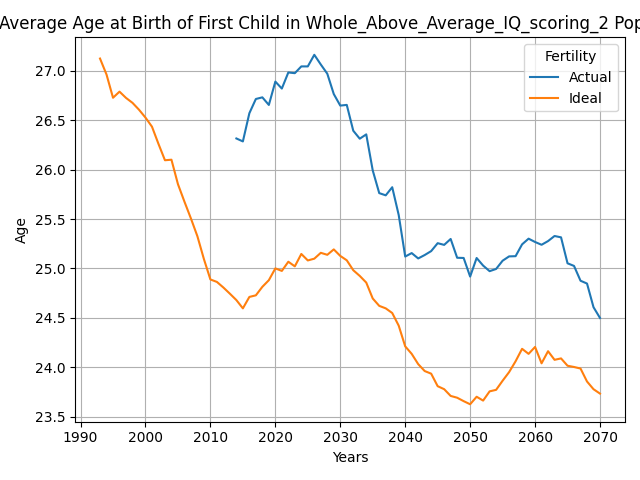 Average Age at Birth of First Child in Whole_Above_Average_IQ_scoring_2 Pop
Fertility
Actual
Ideal
27.0
26.5
26.0
25.5
25.0
24.5
24.0
23.5
Age
1990 2000 2010 2020 2030 2040 2050 2060 2070
Years